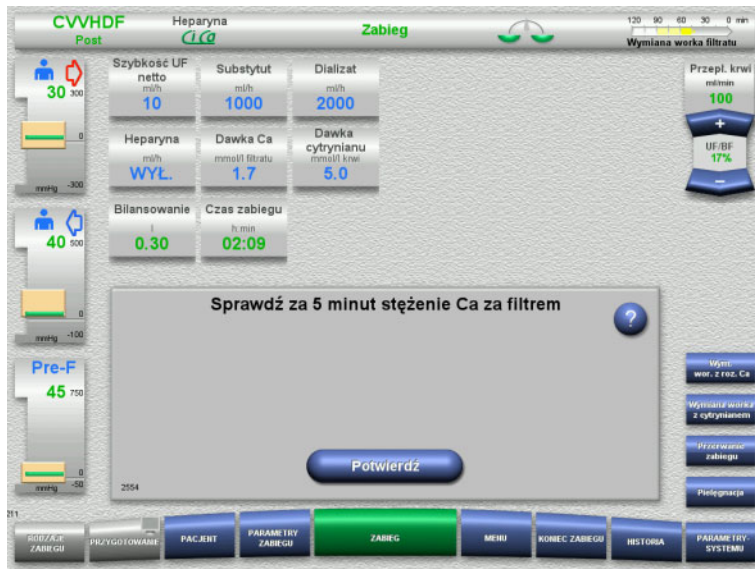 CVVHDF
Post
Heparyna
CiCa
Zabieg
120 90 60 30 0 min
Wymiana worka filtratu
30
300
0
mmHg -300
Szybkość UF
netto
ml/h
10
Substytut
ml/h
1000
Dializat
ml/h
2000
Przepł. krwi
ml/min
100
+
UF/BF
17%
−
Heparyna
ml/h
WYŁ.
Dawka Ca
mmol/l filtratu
1.7
Dawka
cytrynianu
mmol/l krwi
5.0
40
500
0
mmHg -100
Bilansowanie
l
0.30
Czas zabiegu
h:min
02:09
Sprawdź za 5 minut stężenie Ca za filtrem
?
Pre-F
45
750
0
mmHg -50
Potwierdź
2554
Wym.
wor. z roz. Ca
Wymiana worka
z cytrynianem
Przerwanie
zabiegu
Pielęgnacja
211
RODZAJE
ZABIEGU
PRZYGOTOWANIE
PACJENT
PARAMETRY
ZABIEGU
ZABIEG
MENU
KONIEC ZABIEGU
HISTORIA
PARAMETRY-
SYSTEMU